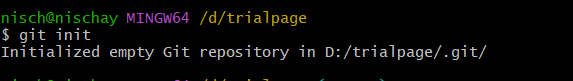 nisch@nischay MINGW64 /d/trialpage
$ git init
Initialized empty Git repository in D:/trialpage/.git/